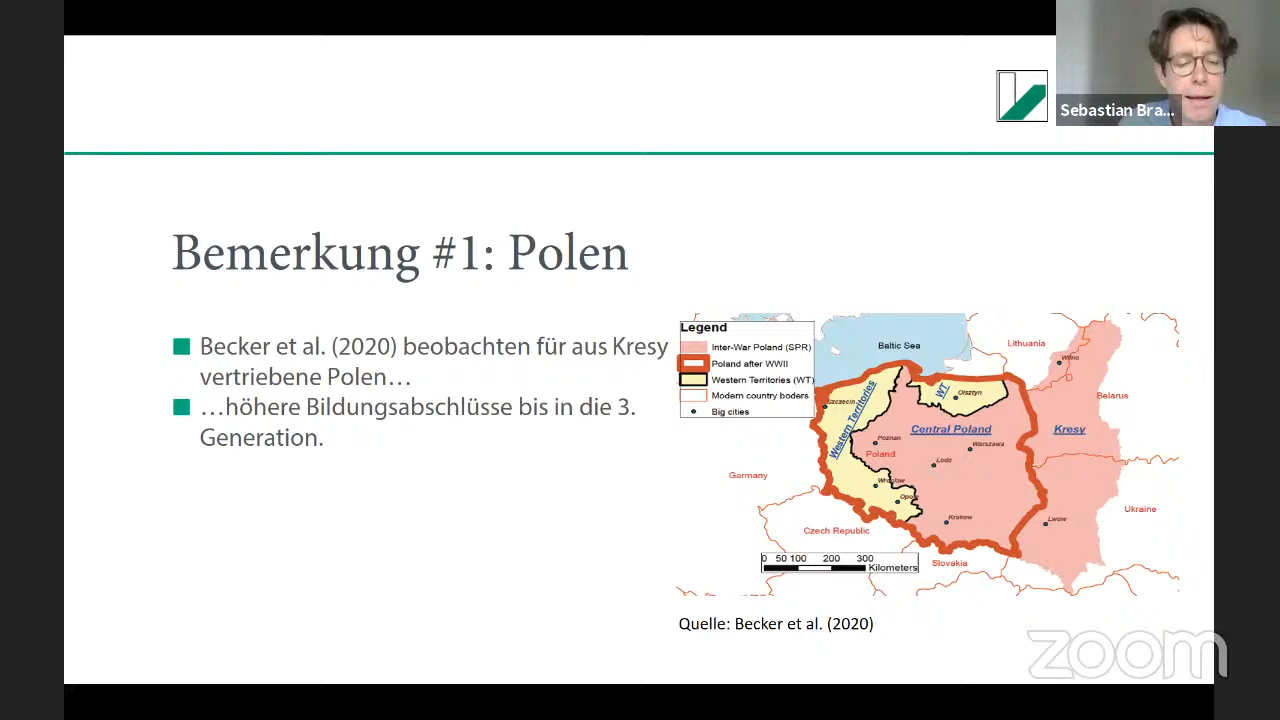 Sebastian Bra...
Bemerkung #1: Polen
Becker et al. (2020) beobachten für aus Kresy
vertriebene Polen…
…höhere Bildungsabschlüsse bis in die 3.
Generation.
Legend
Inter-War Poland (SPR)
Poland after WWII
Western Territories (WT)
Modern country boders
Big cities
Baltic Sea
Lithuania
Wilno
Belarus
Szczecin
Western Territories
WT
Olsztyn
Central Poland
Kresy
Poznan
Poland
Warszawa
Lodz
Germany
Wroclaw
Opole
Krakow
Lwow
Ukraine
Czech Republic
Slovakia
0 50 100 200 300
Kilometers
Quelle: Becker et al. (2020)
zoom